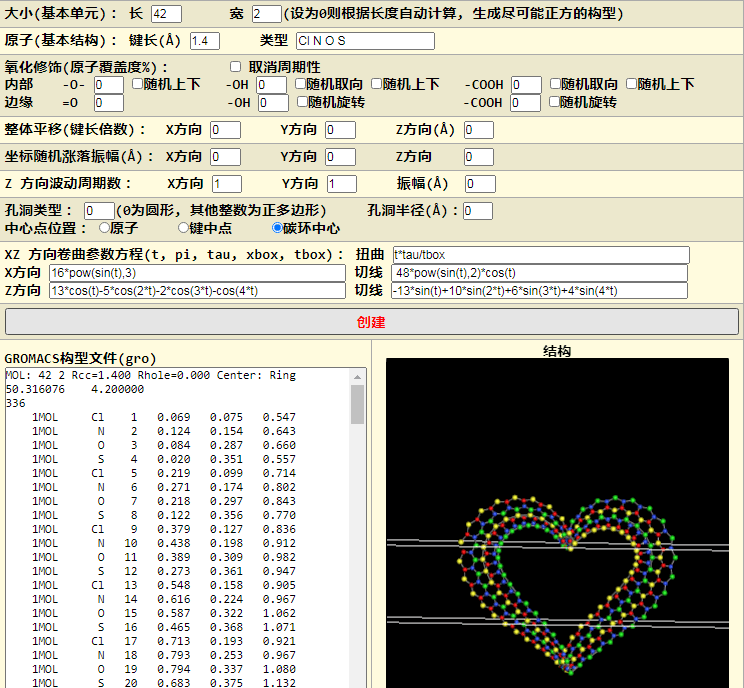 大小(基本单元): 长 42 宽 2 (设为0则根据长度自动计算, 生成尽可能正方的构型)
原子(基本结构): 键长(Å) 1.4 类型 Cl N O S
氧化修饰(原子覆盖度%): 取消周期性
内部 -O- 0 随机上下 -OH 0 随机取向 随机上下 -COOH 0 随机取向 随机上下
边缘 =O 0 -OH 0 随机旋转 -COOH 0 随机旋转
整体平移(键长倍数): X方向 0 Y方向 0 Z方向(Å) 0
坐标随机涨落振幅(Å): X方向 0 Y方向 0 Z方向 0
Z 方向波动周期数: X方向 1 Y方向 1 振幅(Å) 0
孔洞类型: 0 (0为圆形, 其他整数为正多边形) 孔洞半径(Å): 0
中心点位置: 原子 键中点 碳环中心
XZ 方向卷曲参数方程(t, pi, tau, xbox, tbox): 扭曲 t*tau/tbox
X方向 16*pow(sin(t),3) 切线 48*pow(sin(t),2)*cos(t)
Z方向 13*cos(t)-5*cos(2*t)-2*cos(3*t)-cos(4*t) 切线 -13*sin(t)+10*sin(2*t)+6*sin(3*t)+4*sin(4*t)
创建
GROMACS构型文件(gro)
MOL: 42 2 Rcc=1.400 Rhole=0.000 Center: Ring
50.316076 4.200000
336
1MOL Cl 1 0.069 0.075 0.547
1MOL N 2 0.124 0.154 0.643
1MOL O 3 0.084 0.287 0.660
1MOL S 4 0.020 0.351 0.557
1MOL Cl 5 0.219 0.099 0.714
1MOL N 6 0.271 0.174 0.802
1MOL O 7 0.218 0.297 0.843
1MOL S 8 0.122 0.356 0.770
1MOL Cl 9 0.379 0.127 0.836
1MOL N 10 0.438 0.198 0.912
1MOL O 11 0.389 0.309 0.982
1MOL S 12 0.273 0.361 0.947
1MOL Cl 13 0.548 0.158 0.905
1MOL N 14 0.616 0.224 0.967
1MOL O 15 0.587 0.322 1.062
1MOL S 16 0.465 0.368 1.071
1MOL Cl 17 0.713 0.193 0.921
1MOL N 18 0.793 0.253 0.967
1MOL O 19 0.794 0.337 1.080
1MOL S 20 0.683 0.375 1.132
结构